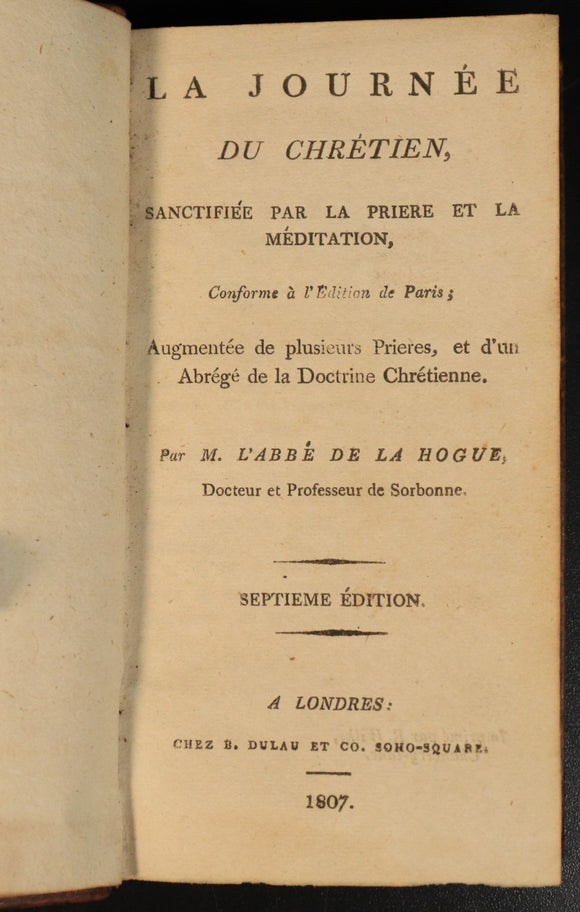 LA JOURNÉE
DU CHRÉTIEN,
SANCTIFIÉE PAR LA PRIERE ET LA
MÉDITATION,
Conforme à l'Edition de Paris;
Augmentée de plusieurs Prieres, et d'un
Abrégé de la Doctrine Chrétienne.
Par M. L'ABBÉ DE LA HOGUE,
Docteur et Professeur de Sorbonne.
SEPTIEME ÉDITION.
A LONDRES:
CHEZ B. DULAU ET CO. SOHO-SQUARE.
1807.